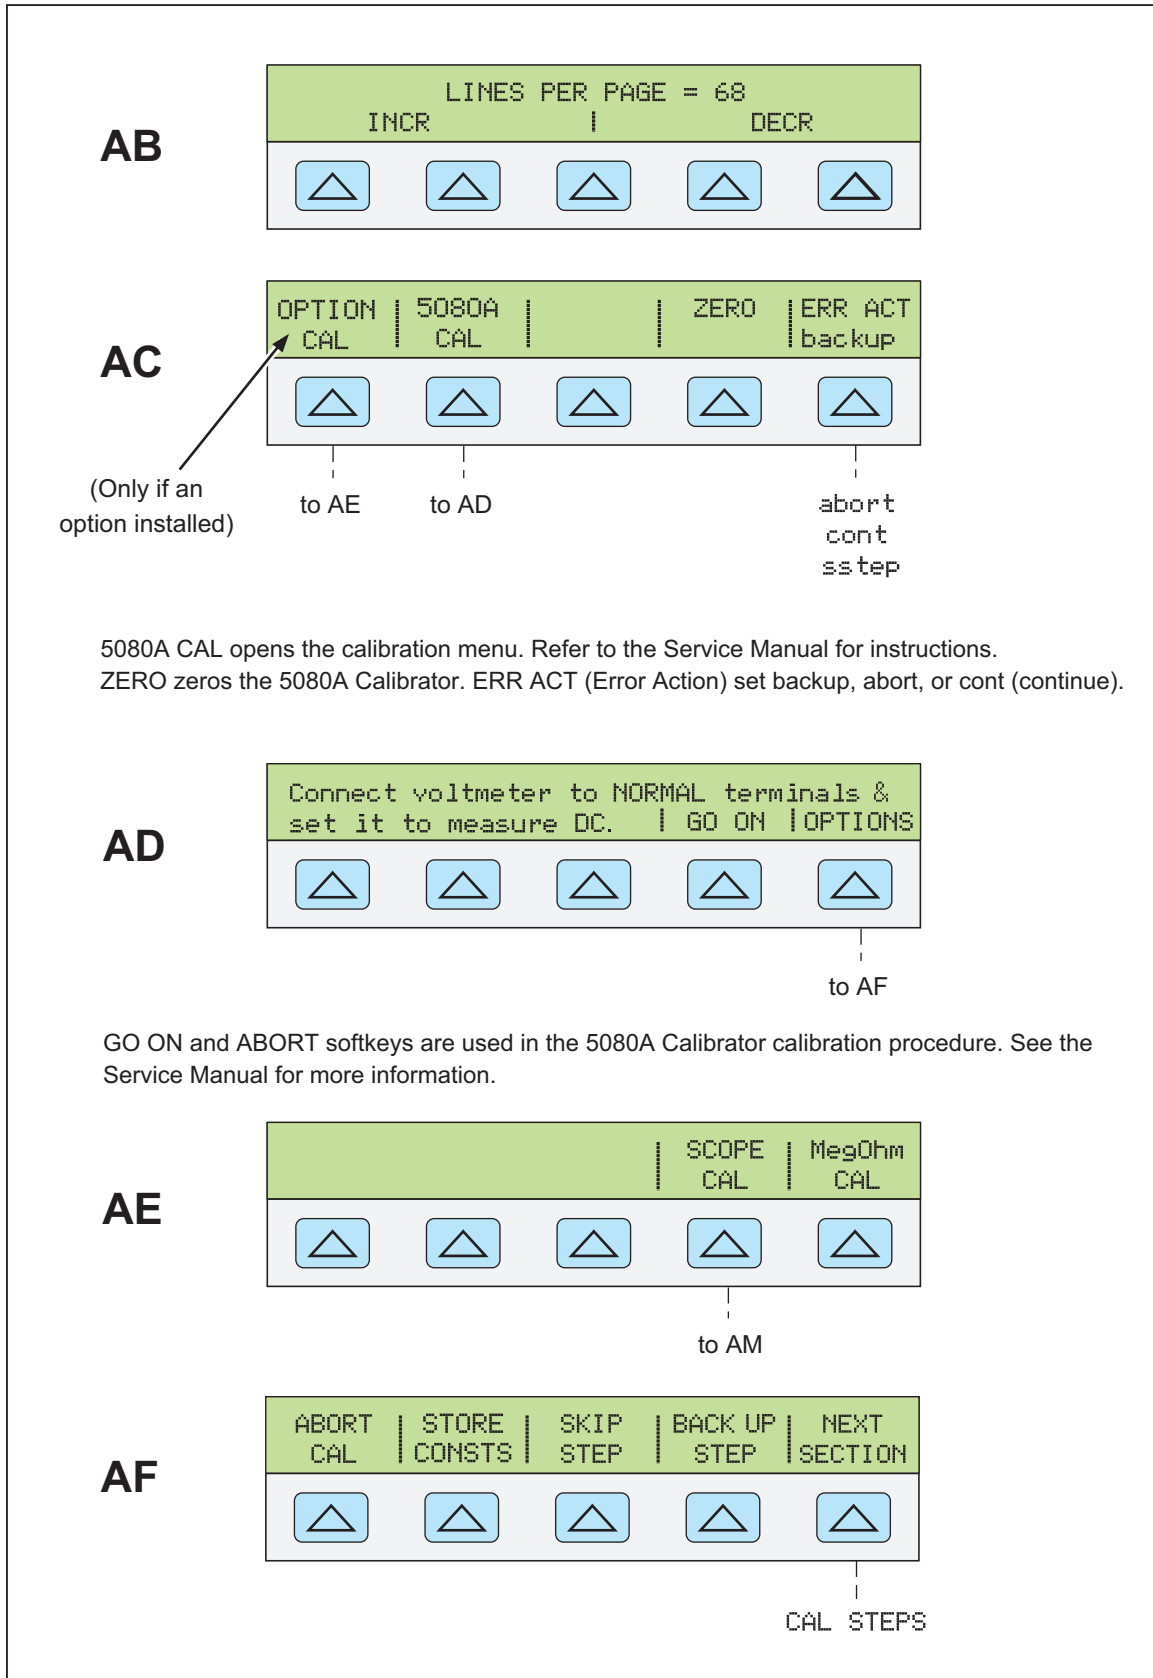 AB
LINES PER PAGE = 68
INCR | DECR
AC
OPTION | 5080A | | ZERO | ERR ACT
CAL | CAL | | | backup
(Only if an
option installed)
to AE
to AD
abort
cont
sstep
5080A CAL opens the calibration menu. Refer to the Service Manual for instructions.
ZERO zeros the 5080A Calibrator. ERR ACT (Error Action) set backup, abort, or cont (continue).
AD
Connect voltmeter to NORMAL terminals &
set it to measure DC. | GO ON | OPTIONS
to AF
GO ON and ABORT softkeys are used in the 5080A Calibrator calibration procedure. See the
Service Manual for more information.
AE
| SCOPE | MegOhm
| CAL | CAL
to AM
AF
ABORT | STORE | SKIP | BACK UP | NEXT
CAL | CONSTS | STEP | STEP | SECTION
CAL STEPS